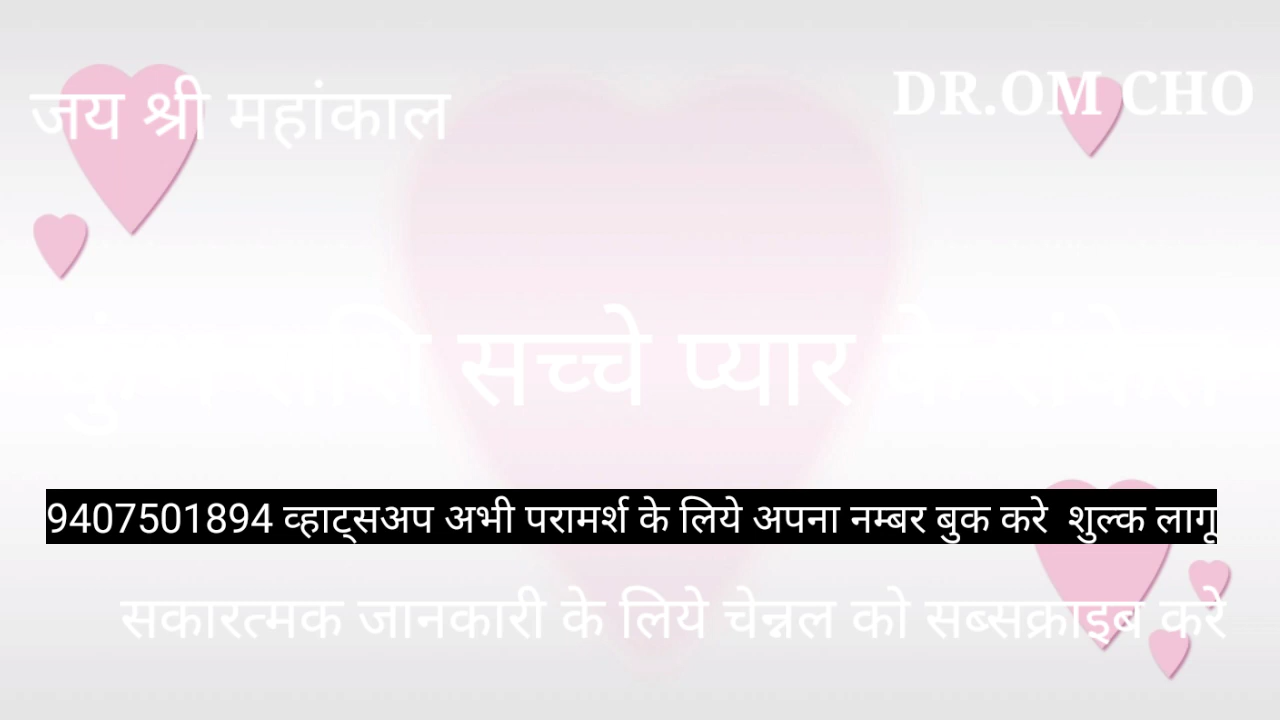 जय श्री महांकाल
DR.OM CHO
सच्चे प्यार
9407501894 व्हाट्सअप अभी परामर्श के लिये अपना नम्बर बुक करे शुल्क लागू
सकारत्मक जानकारी के लिये चेन्नल को सब्सक्राइब करे